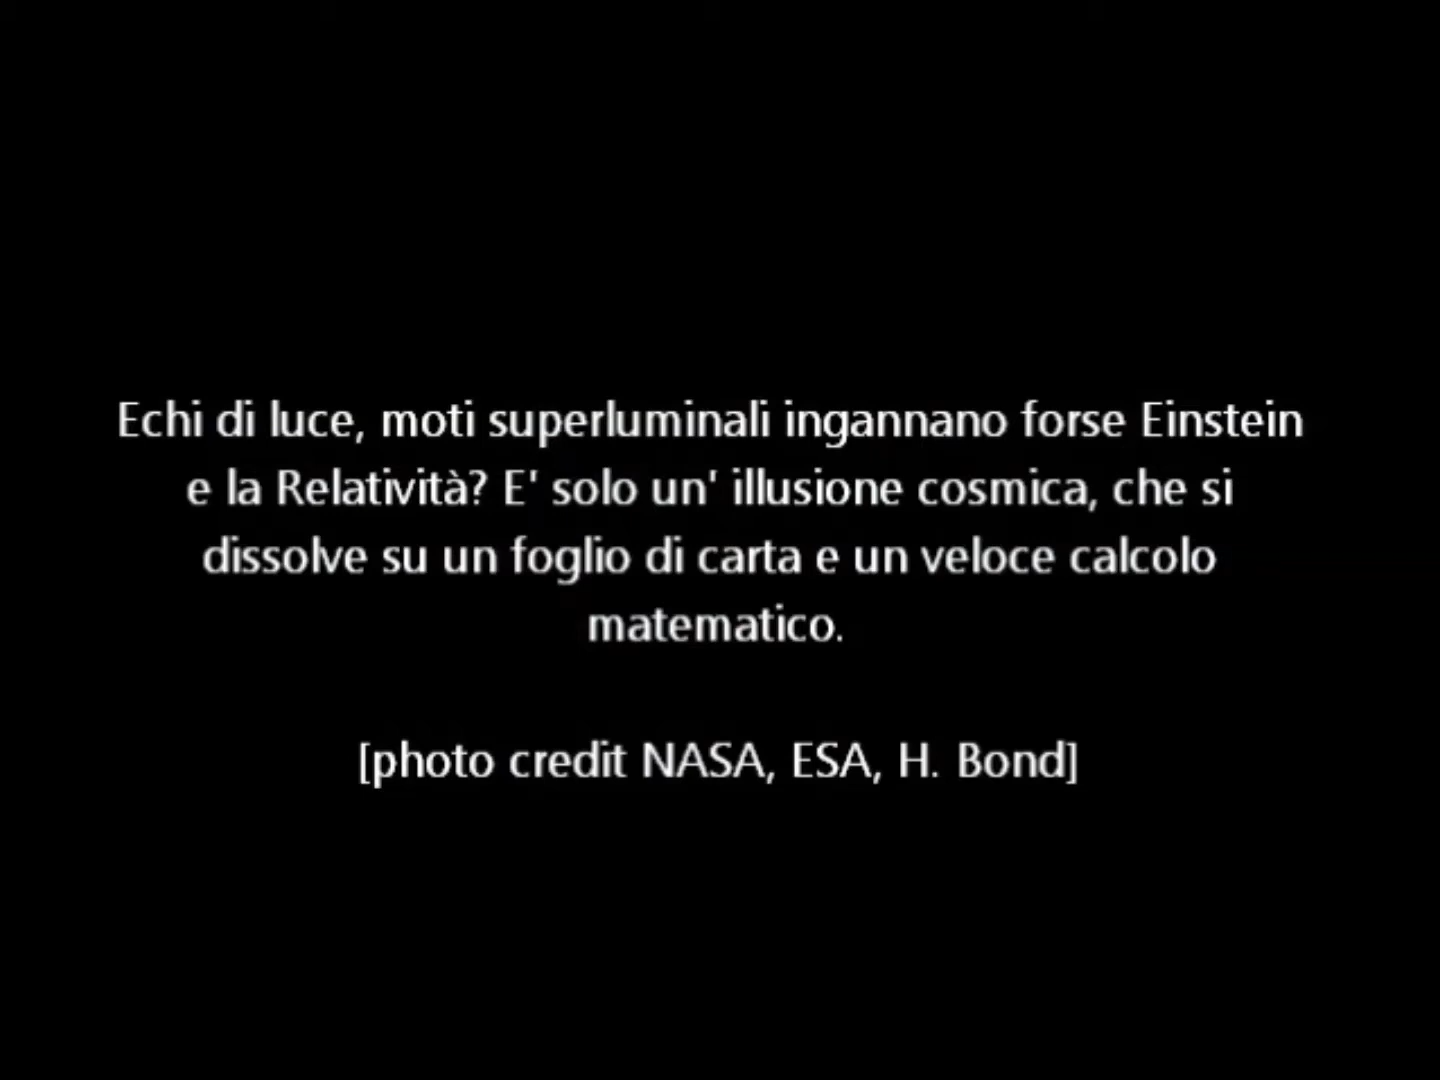 Echi di luce, moti superluminali ingannano forse Einstein
e la Relatività? E' solo un' illusione cosmica, che si
dissolve su un foglio di carta e un veloce calcolo
matematico.
[photo credit NASA, ESA, H. Bond]